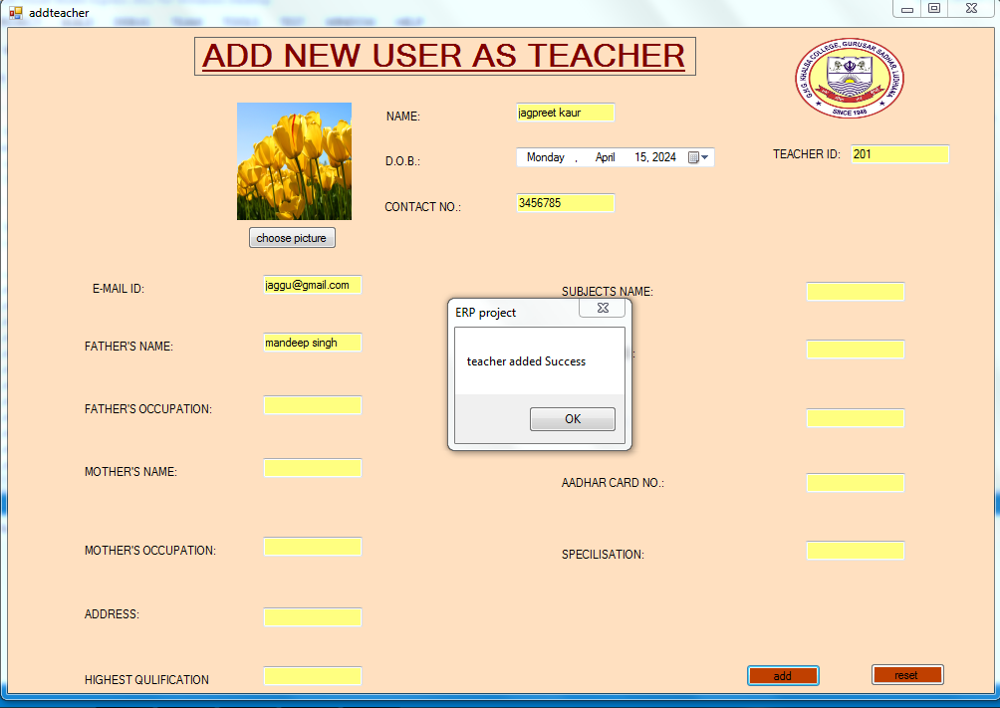 addteacher
ADD NEW USER AS TEACHER
G.H.G. KHALSA COLLEGE, GURUSAR SADHAR, LUDHIANA
SINCE 1948
NAME: jagpreet kaur
D.O.B.: Monday , April 15, 2024
TEACHER ID: 201
CONTACT NO.: 3456785
choose picture
E-MAIL ID: jaggu@gmail.com
SUBJECTS NAME:
ERP project
teacher added Success
OK
FATHER'S NAME: mandeep singh
:
FATHER'S OCCUPATION:
MOTHER'S NAME:
AADHAR CARD NO.:
MOTHER'S OCCUPATION:
SPECILISATION:
ADDRESS:
HIGHEST QULIFICATION
add
reset